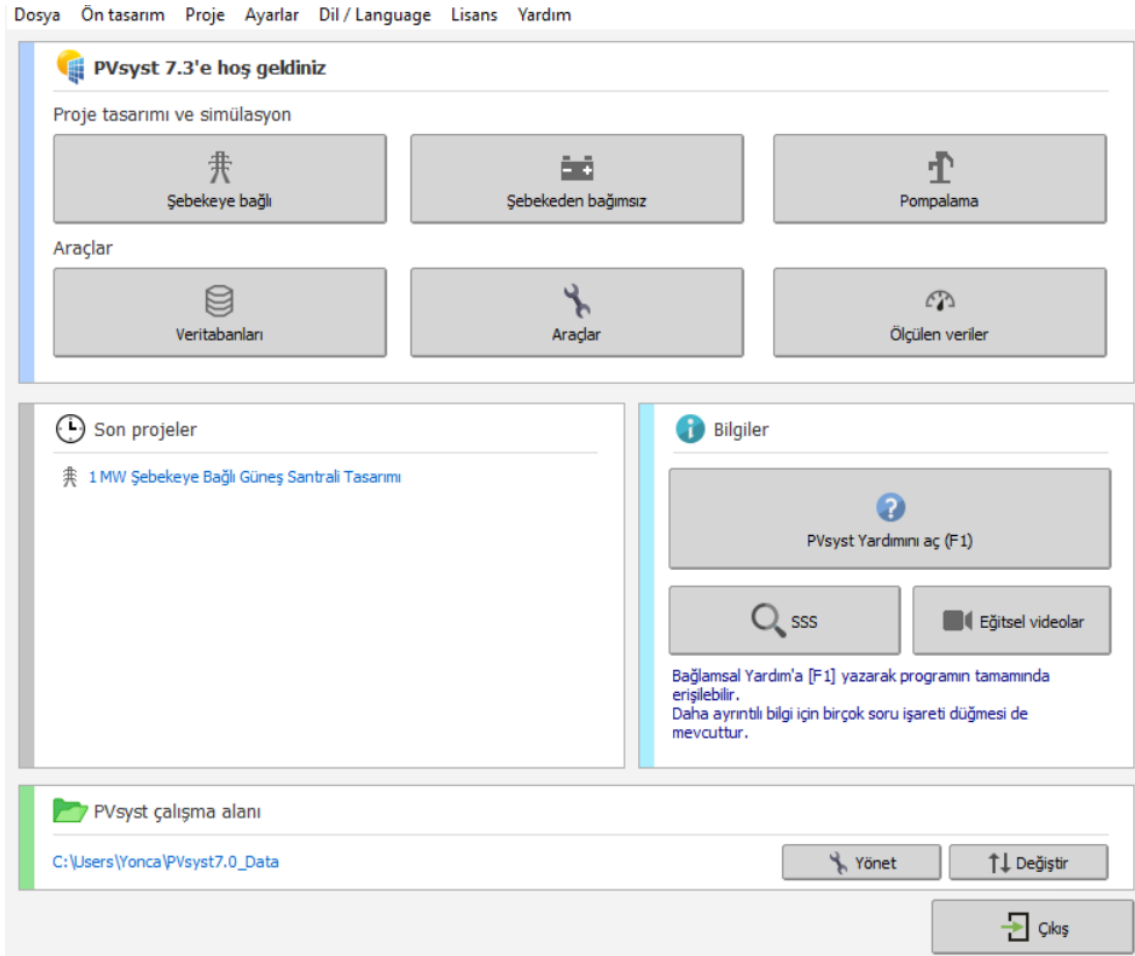 Dosya Ön tasarım Proje Ayarlar Dil / Language Lisans Yardım
PVsyst 7.3'e hoş geldiniz
Proje tasarımı ve simülasyon
Şebekeye bağlı
Şebekeden bağımsız
Pompalama
Araçlar
Veritabanları
Araçlar
Ölçülen veriler
Son projeler
1 MW Şebekeye Bağlı Güneş Santrali Tasarımı
Bilgiler
PVsyst Yardımını aç (F1)
SSS
Eğitsel videolar
Bağlamsal Yardım'a [F1] yazarak programın tamamında
erişilebilir.
Daha ayrıntılı bilgi için birçok soru işareti düğmesi de
mevcuttur.
PVsyst çalışma alanı
C:\Users\Yonca\PVsyst7.0_Data
Yönet
Değiştir
Çıkış